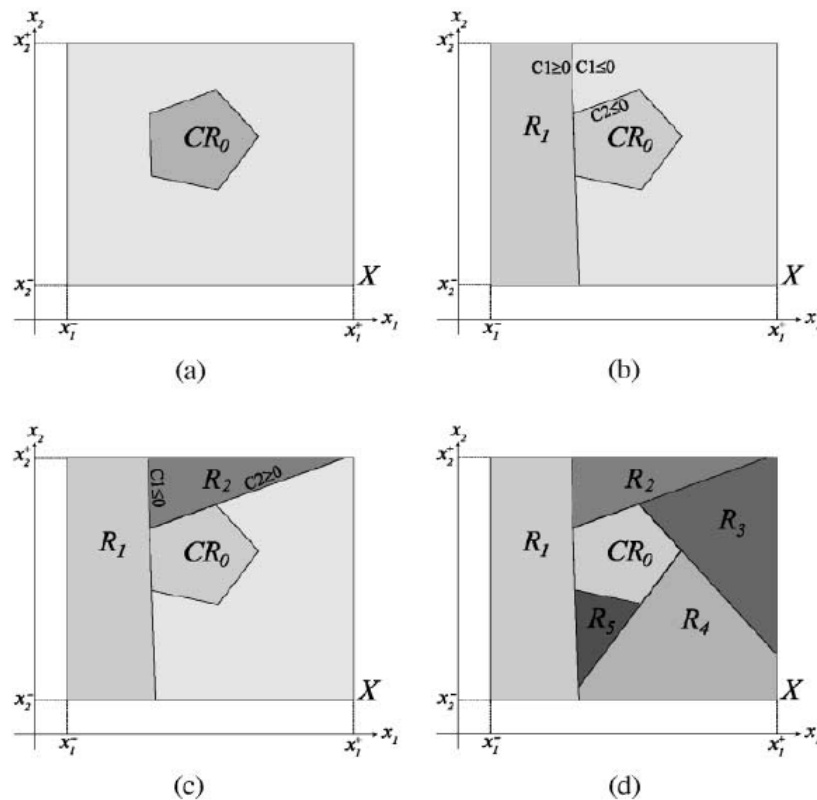 x₂
x₂⁺
CR₀
x₂⁻
X
x₁⁻
x₁⁺
x₁
(a)
x₂
x₂⁺
C1≥0 C1≤0
C2≤0
R₁
CR₀
x₂⁻
X
x₁⁻
x₁⁺
x₁
(b)
x₂
x₂⁺
C1≤0
R₂
C2≥0
R₁
CR₀
x₂⁻
X
x₁⁻
x₁⁺
x₁
(c)
x₂
x₂⁺
R₂
R₃
R₁
CR₀
R₅
R₄
x₂⁻
X
x₁⁻
x₁⁺
x₁
(d)